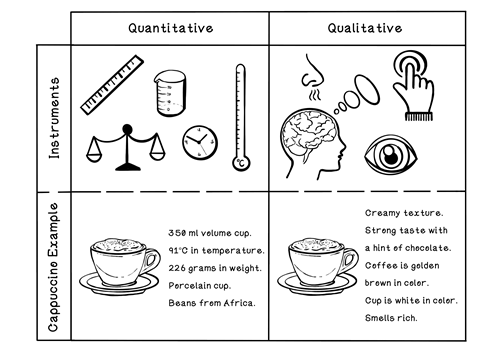 Quantitative
Qualitative
Instruments
°C
Cappuccino Example
350 ml volume cup.
91°C in temperature.
226 grams in weight.
Porcelain cup.
Beans from Africa.
Creamy texture.
Strong taste with
a hint of chocolate.
Coffee is golden
brown in color.
Cup is white in color.
Smells rich.